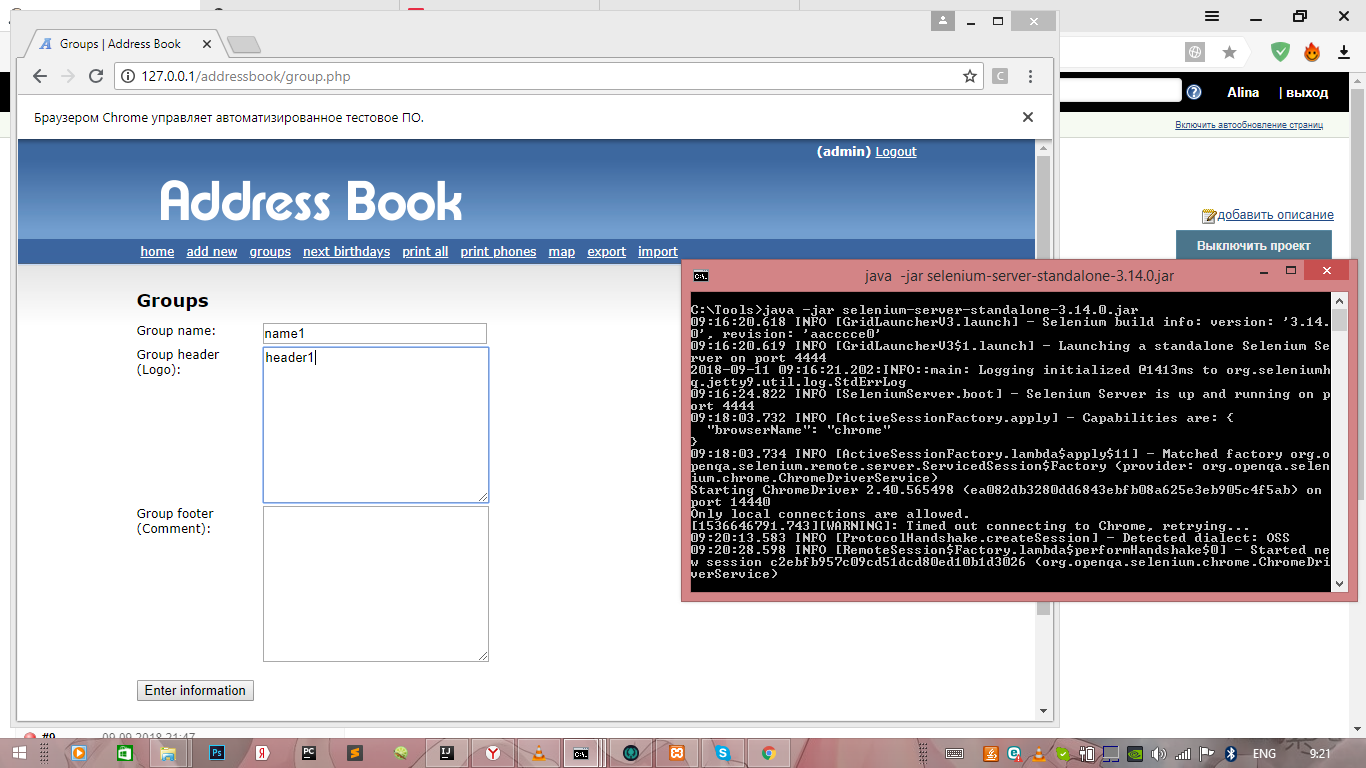 Groups | Address Book
127.0.0.1/addressbook/group.php
C
Браузером Chrome управляет автоматизированное тестовое ПО.
Alina | выход
Включить автообновление страниц
добавить описание
Выключить проект
(admin) Logout
Address Book
home add new groups next birthdays print all print phones map export import
Groups
Group name:
name1
Group header
(Logo):
header1
Group footer
(Comment):
Enter information
java -jar selenium-server-standalone-3.14.0.jar
C:\Tools>java -jar selenium-server-standalone-3.14.0.jar
09:16:20.618 INFO [GridLauncherV3.launch] - Selenium build info: version: '3.14.
0', revision: 'aacccce0'
09:16:20.619 INFO [GridLauncherV3$1.launch] - Launching a standalone Selenium Se
rver on port 4444
2018-09-11 09:16:21.202:INFO::main: Logging initialized @1413ms to org.seleniumh
q.jetty9.util.log.StdErrLog
09:16:24.822 INFO [SeleniumServer.boot] - Selenium Server is up and running on p
ort 4444
09:18:03.732 INFO [ActiveSessionFactory.apply] - Capabilities are: {
"browserName": "chrome"
}
09:18:03.734 INFO [ActiveSessionFactory.lambda$apply$11] - Matched factory org.o
penqa.selenium.remote.server.ServicedSession$Factory (provider: org.openqa.selen
ium.chrome.ChromeDriverService)
Starting ChromeDriver 2.40.565498 (ea082db3280dd6843ebfb08a625e3eb905c4f5ab) on
port 14440
Only local connections are allowed.
[1536646791.743][WARNING]: Timed out connecting to Chrome, retrying...
09:20:13.583 INFO [ProtocolHandshake.createSession] - Detected dialect: OSS
09:20:28.598 INFO [RemoteSession$Factory.lambda$performHandshake$0] - Started ne
w session c2ebfb957c09cd51dcd80ed10b1d3026 (org.openqa.selenium.chrome.ChromeDri
verService)
#9 09.09.2018 21:47
ENG 9:21